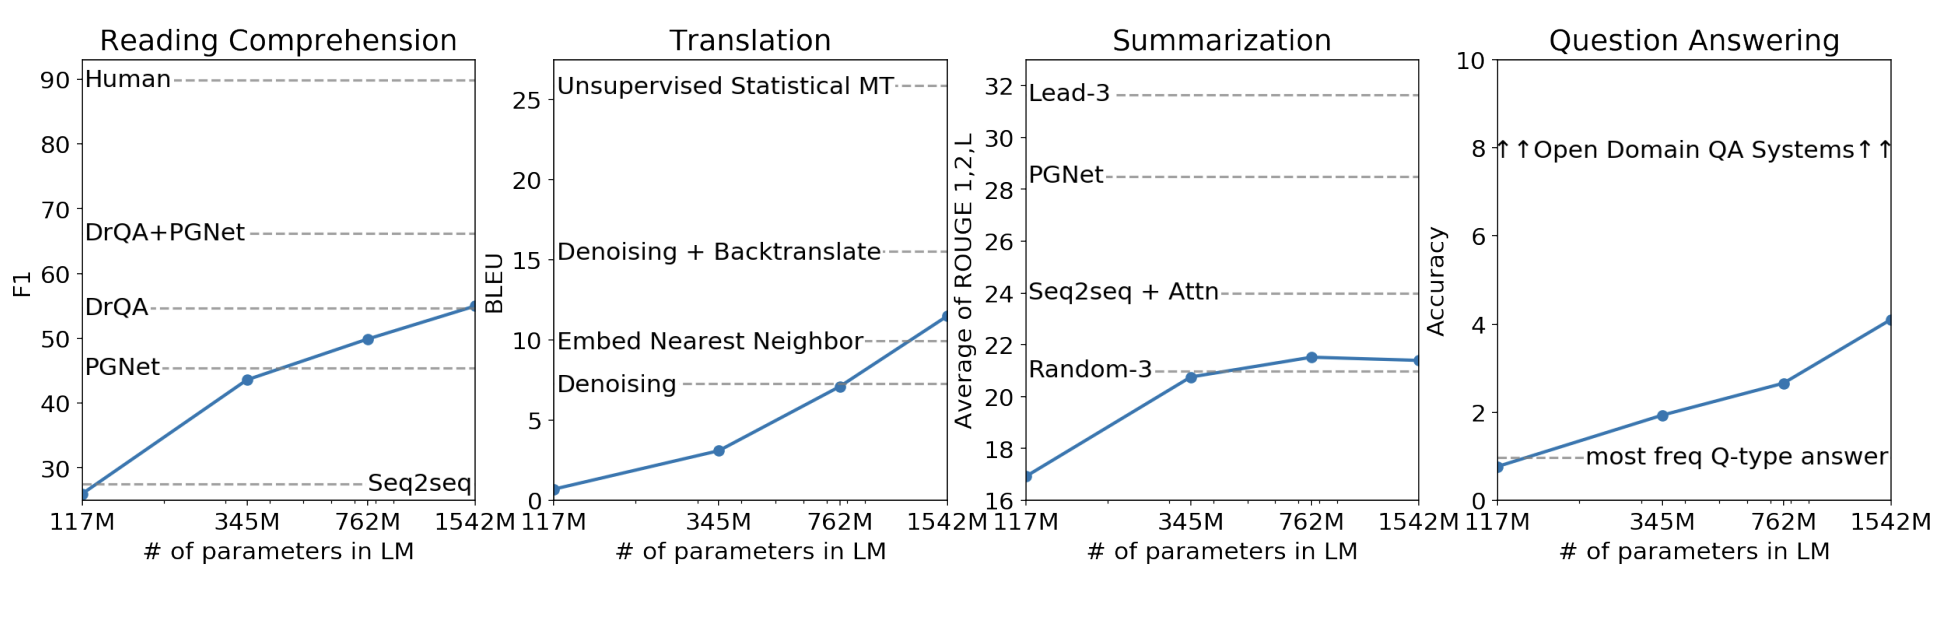 Reading Comprehension
90
80
70
60
50
40
30
F1
Human
DrQA+PGNet
DrQA
PGNet
Seq2seq
117M
345M
762M
1542M
# of parameters in LM
Translation
25
20
15
10
5
0
BLEU
Unsupervised Statistical MT
Denoising + Backtranslate
Embed Nearest Neighbor
Denoising
117M
345M
762M
1542M
# of parameters in LM
Summarization
32
30
28
26
24
22
20
18
16
Average of ROUGE 1,2,L
Lead-3
PGNet
Seq2seq + Attn
Random-3
117M
345M
762M
1542M
# of parameters in LM
Question Answering
10
8
6
4
2
0
Accuracy
↑↑Open Domain QA Systems↑↑
most freq Q-type answer
117M
345M
762M
1542M
# of parameters in LM